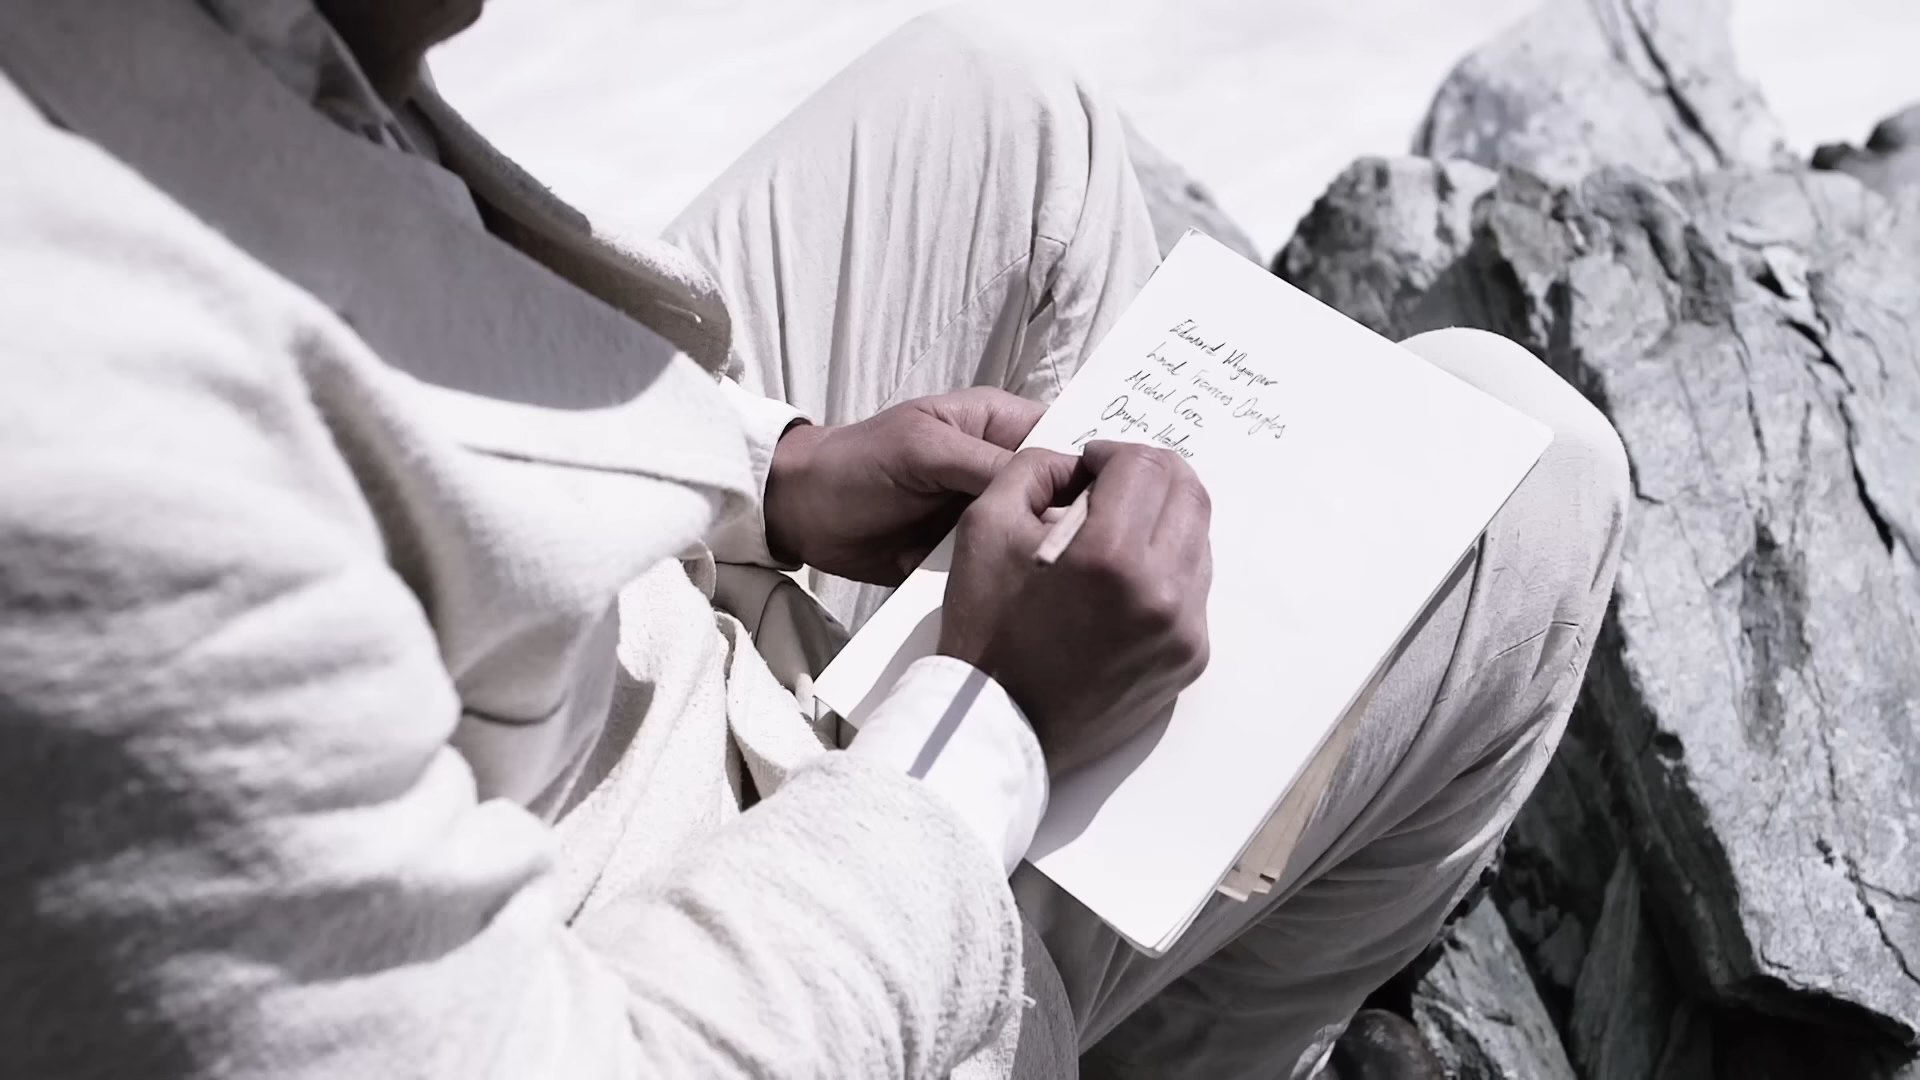 Edward Whymper
Lord Francis Douglas
Michel Croz
Douglas Hadow